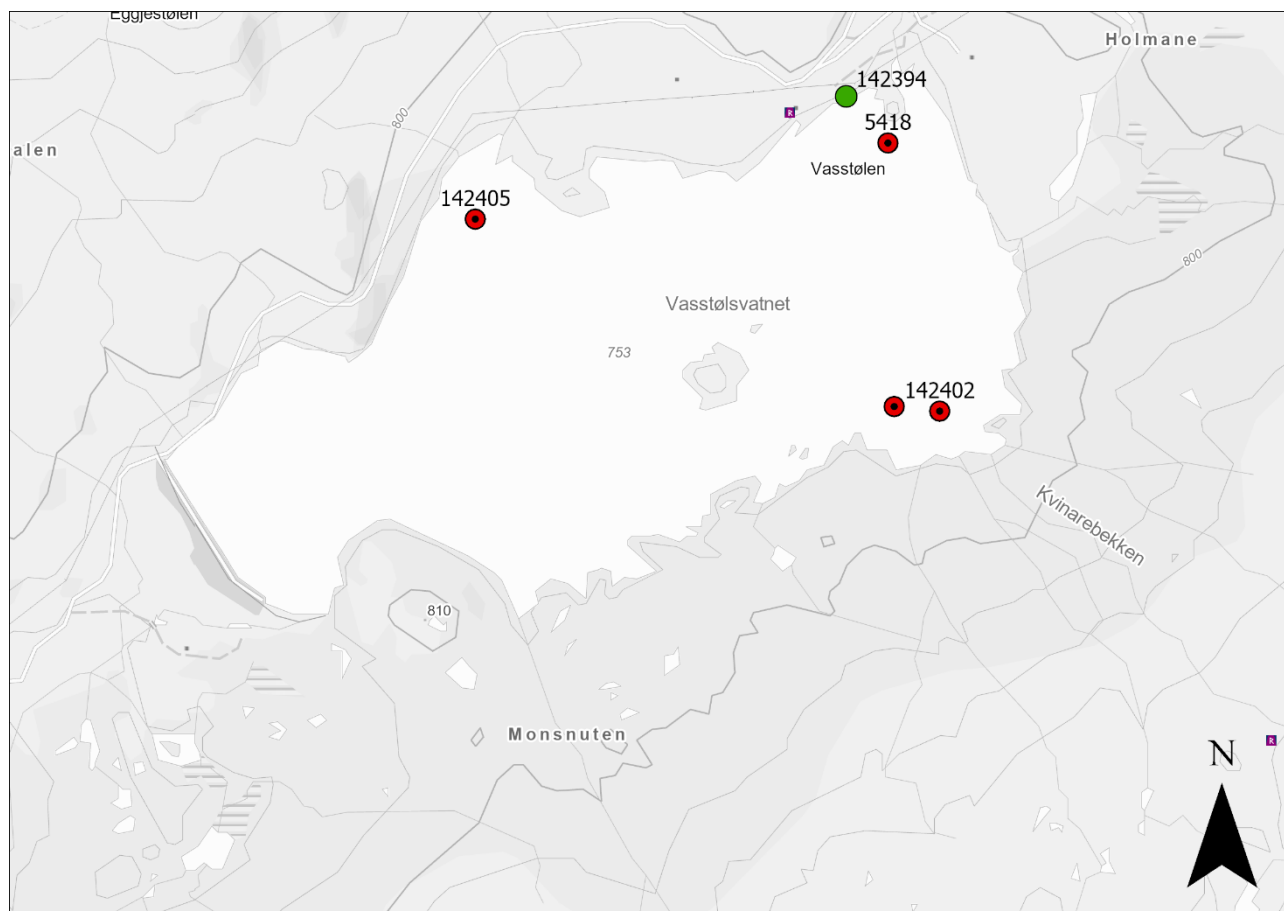 Eggjestølen
Holmane
142394
R
800
5418
alen
Vasstølen
142405
800
Vasstølsvatnet
753
142402
Kvinarebekken
810
Monsnuten
R
N